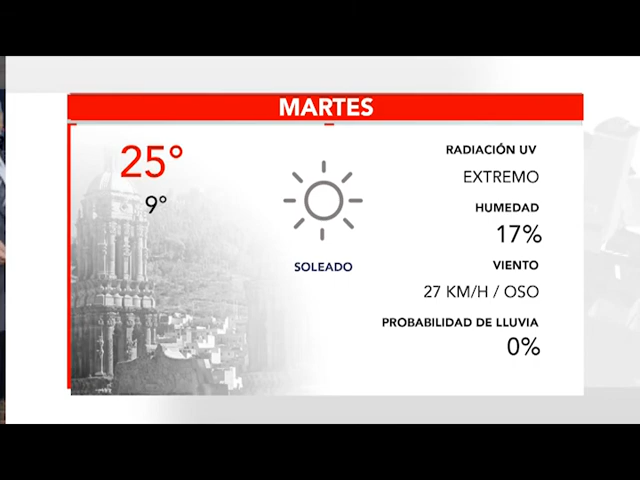 MARTES
25°
9°
SOLEADO
RADIACIÓN UV
EXTREMO
HUMEDAD
17%
VIENTO
27 KM/H / OSO
PROBABILIDAD DE LLUVIA
0%